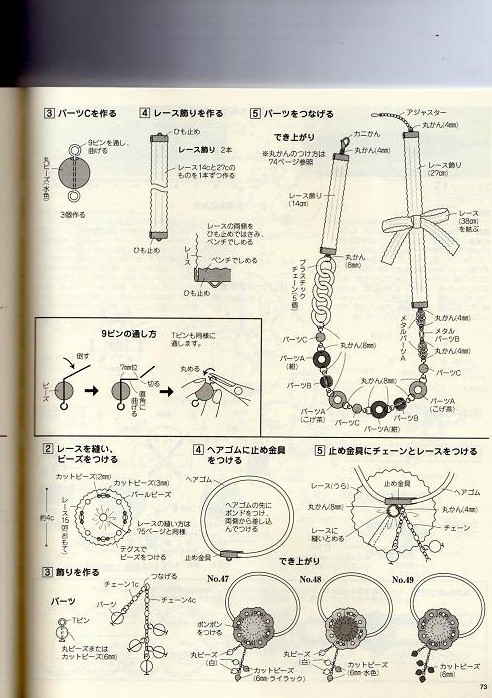 3 パーツCを作る
9ピンを通し、
曲げる
丸ビーズ(水色)
3個作る
4 レース飾りを作る
ひも止め
レース飾り 2本
レース14cと27cの
ものを1本ずつ作る
ひも止め
レースの両側を
ひも止めではさみ、
ペンチでしめる
レース
ペンチでしめる
ひも止め
5 パーツをつなげる
でき上がり
※丸かんのつけ方は
74ページ参照
アジャスター
丸かん(4㎜)
カニかん
丸かん(4㎜)
レース飾り
(27㎝)
レース飾り
(14㎝)
レース
(38㎝)
を結ぶ
丸かん
(8㎜)
プラスチック
チェーン(5個)
丸かん(4㎜)
メタル
パーツB
メタル
パーツA
丸かん(4㎜)
パーツC
丸かん(8㎜)
パーツC
パーツA
(紺)
パーツB
丸かん(8㎜)
パーツA
(こげ茶)
パーツC
パーツB
パーツA(紺)
パーツA
(こげ茶)
9ピンの通し方
Tピンも同様に
通します。
倒す
7㎜位
切る
直角に
曲げる
丸める
ビーズ
2 レースを縫い、
ビーズをつける
カットビーズ(2㎜)
カットビーズ(3㎜)
パールビーズ
約4c
レース15c(おもて)
レースの縫い方は
75ページと同様
テグスで
ビーズをつける
4 ヘアゴムに止め金具
をつける
ヘアゴム
ヘアゴムの先に
ボンドをつけ、
両側から差し込
んでつける
止め金具
5 止め金具にチェーンとレースをつける
レース(うら)
止め金具
ヘアゴム
丸かん(8㎜)
丸かん(4㎜)
レースに
縫いとめる
チェーン
3 飾りを作る
つなげる
チェーン1c
チェーン4c
パーツ
パーツ
Tピン
丸ビーズまたは
カットビーズ(6㎜)
でき上がり
No.47
No.48
No.49
ポンポン
をつける
丸ビーズ
(白)
カットビーズ
(6㎜・ライラック)
丸ビーズ
(白)
カットビーズ
(6㎜・水色)
カットビーズ
(6㎜)
73